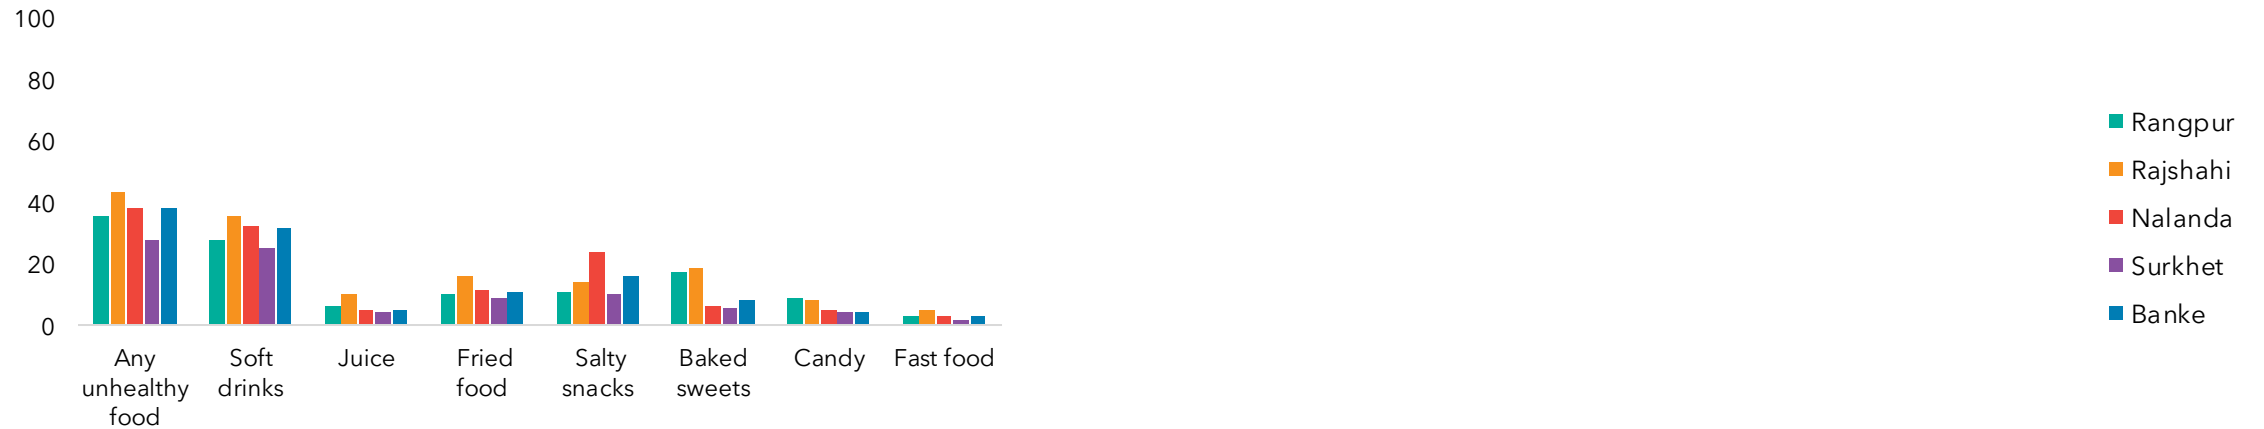 100
80
60
40
20
0
Any
unhealthy
food
Soft
drinks
Juice
Fried
food
Salty
snacks
Baked
sweets
Candy
Fast food
Rangpur
Rajshahi
Nalanda
Surkhet
Banke